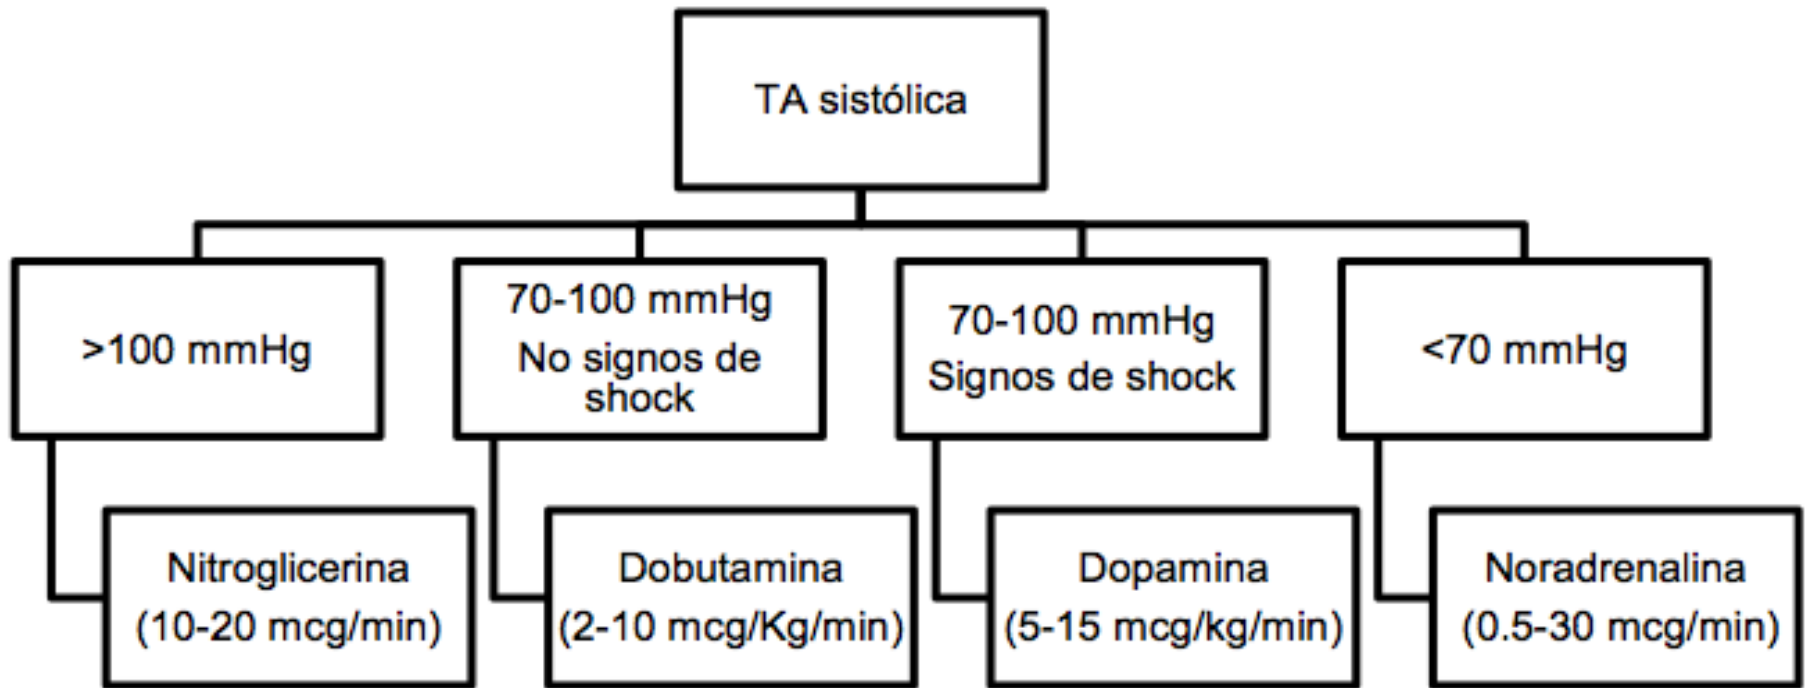 TA sistólica
>100 mmHg
70-100 mmHg
No signos de
shock
70-100 mmHg
Signos de shock
<70 mmHg
Nitroglicerina
(10-20 mcg/min)
Dobutamina
(2-10 mcg/Kg/min)
Dopamina
(5-15 mcg/kg/min)
Noradrenalina
(0.5-30 mcg/min)